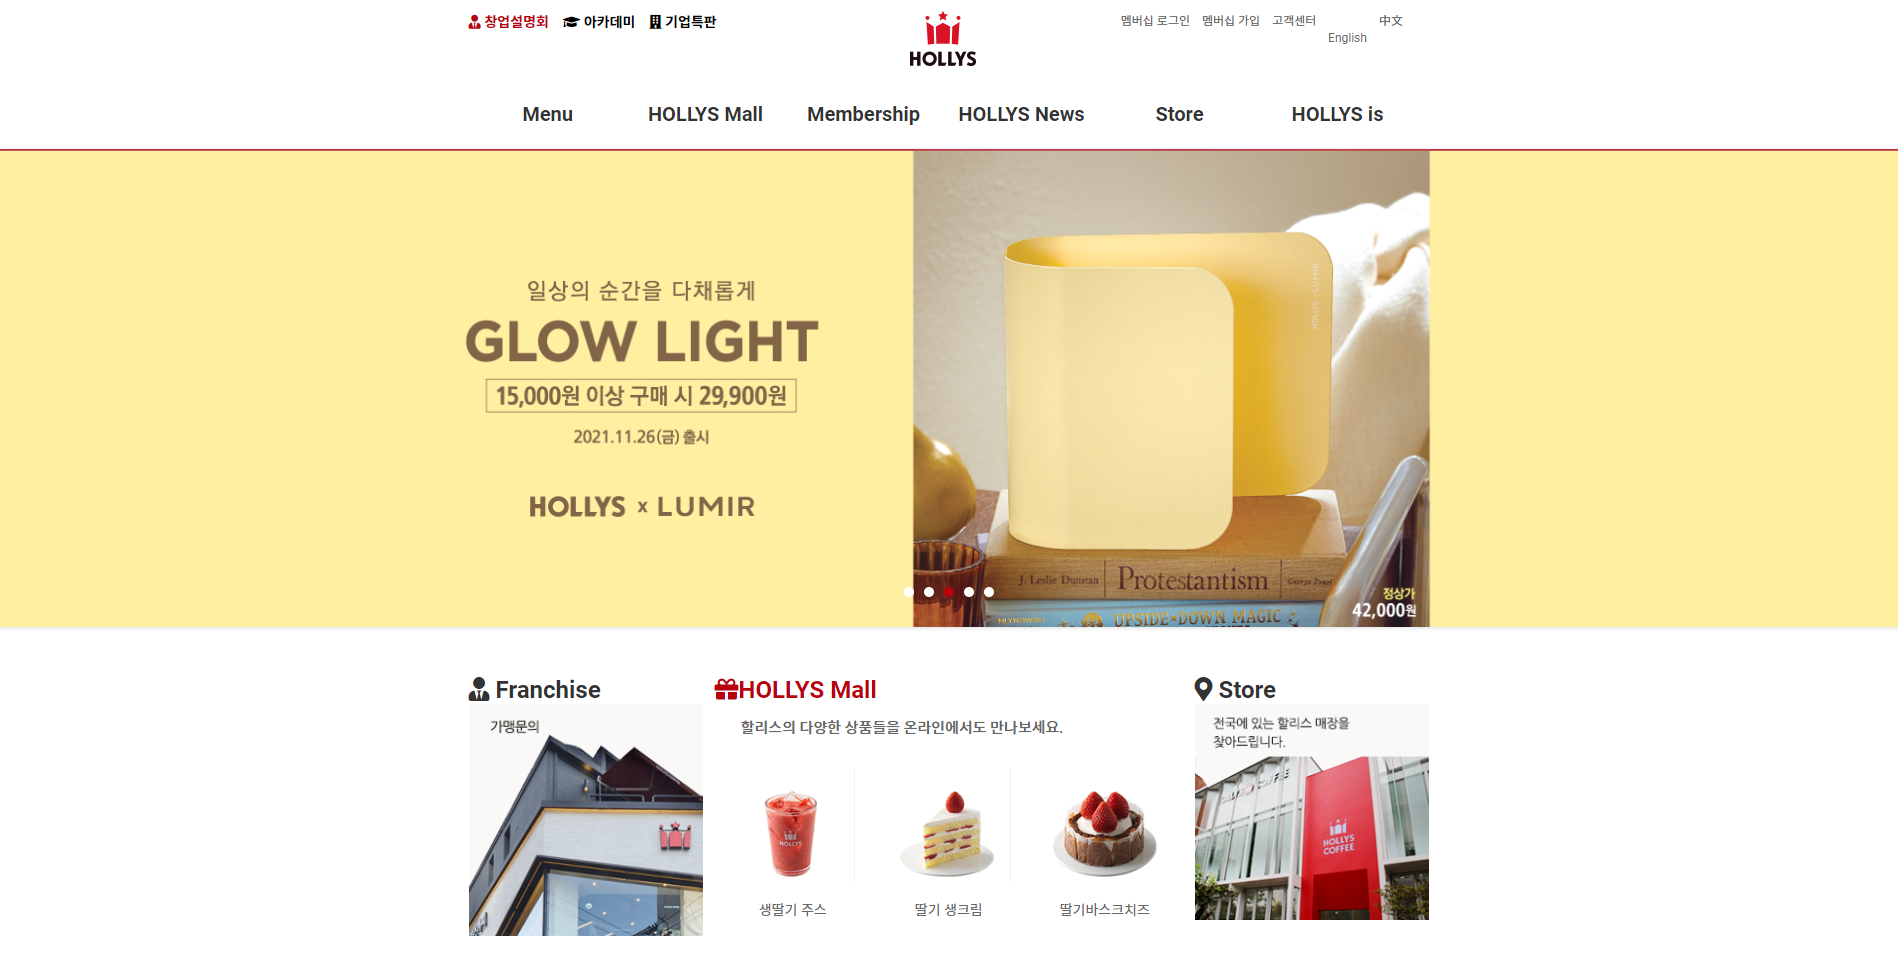 창업설명회 아카데미 기업특판
HOLLYS
멤버십 로그인 멤버십 가입 고객센터 English 中文
Menu HOLLYS Mall Membership HOLLYS News Store HOLLYS is
일상의 순간을 다채롭게
GLOW LIGHT
15,000원 이상 구매 시 29,900원
2021.11.26(금) 출시
HOLLYS x LUMIR
HOLLYS × LUMIR
J. Leslie Dunstan Protestantism
UPSIDE-DOWN MAGIC
정상가
42,000원
Franchise
가맹문의
HOLLYS Mall
할리스의 다양한 상품들을 온라인에서도 만나보세요.
HOLLYS
생딸기 주스
딸기 생크림
딸기바스크치즈
Store
전국에 있는 할리스 매장을
찾아드립니다.
HOLLYS
COFFEE